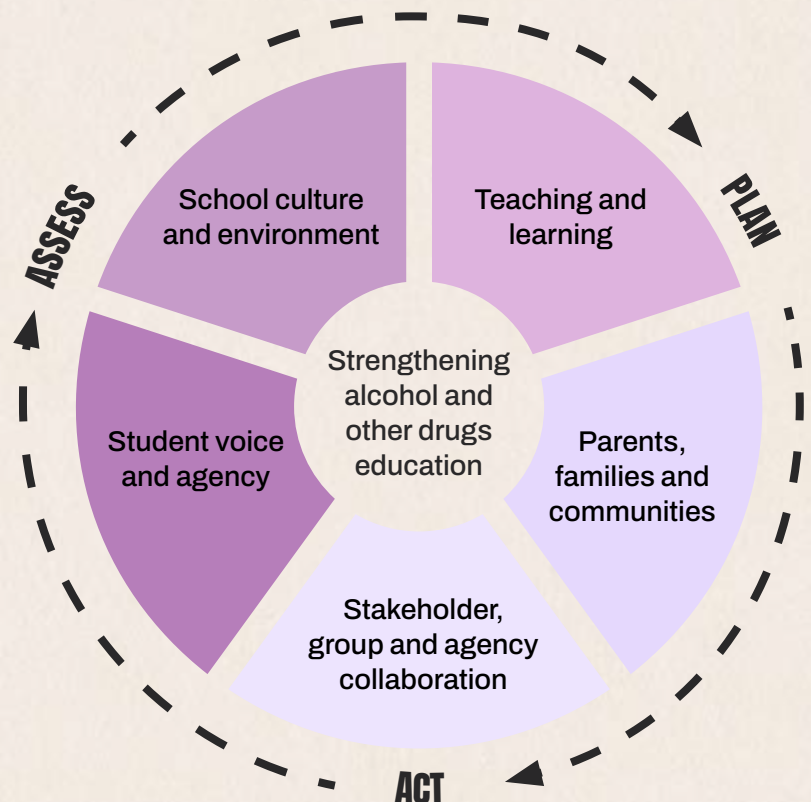 ASSESS
PLAN
School culture
and environment
Teaching and
learning
Strengthening
alcohol and
other drugs
education
Student voice
and agency
Parents,
families and
communities
Stakeholder,
group and agency
collaboration
ACT